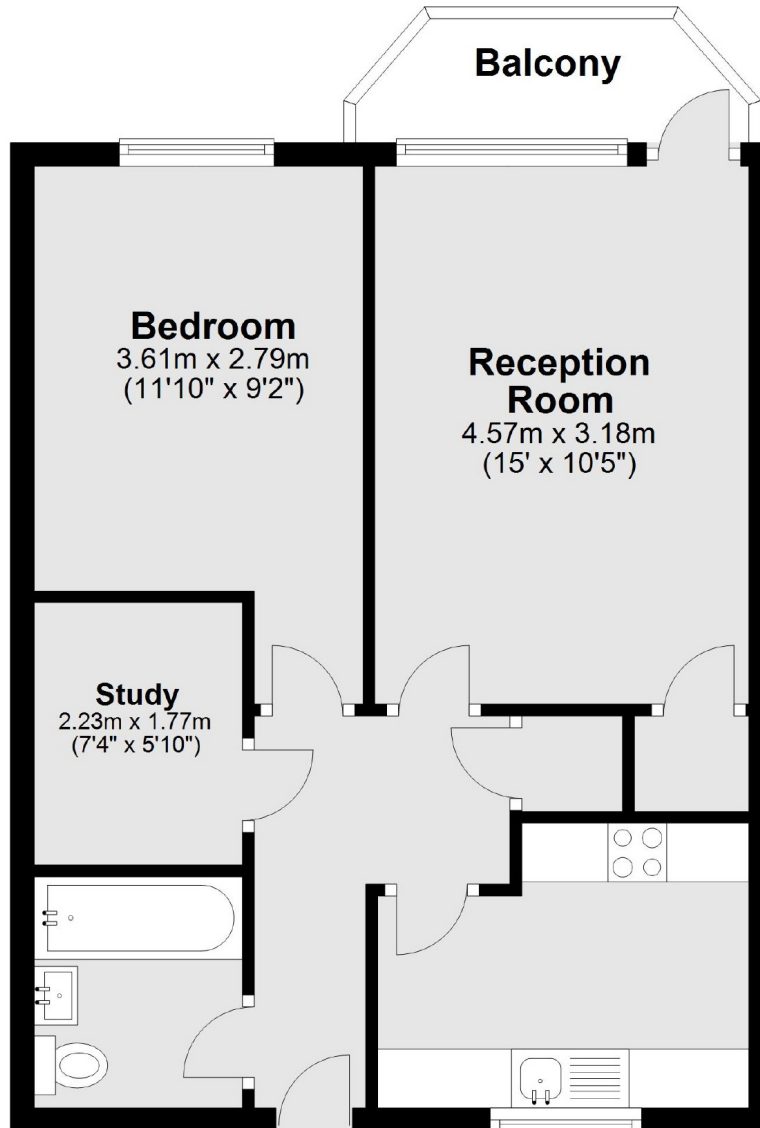 Balcony
Bedroom
3.61m x 2.79m
(11'10" x 9'2")
Reception
Room
4.57m x 3.18m
(15' x 10'5")
Study
2.23m x 1.77m
(7'4" x 5'10")